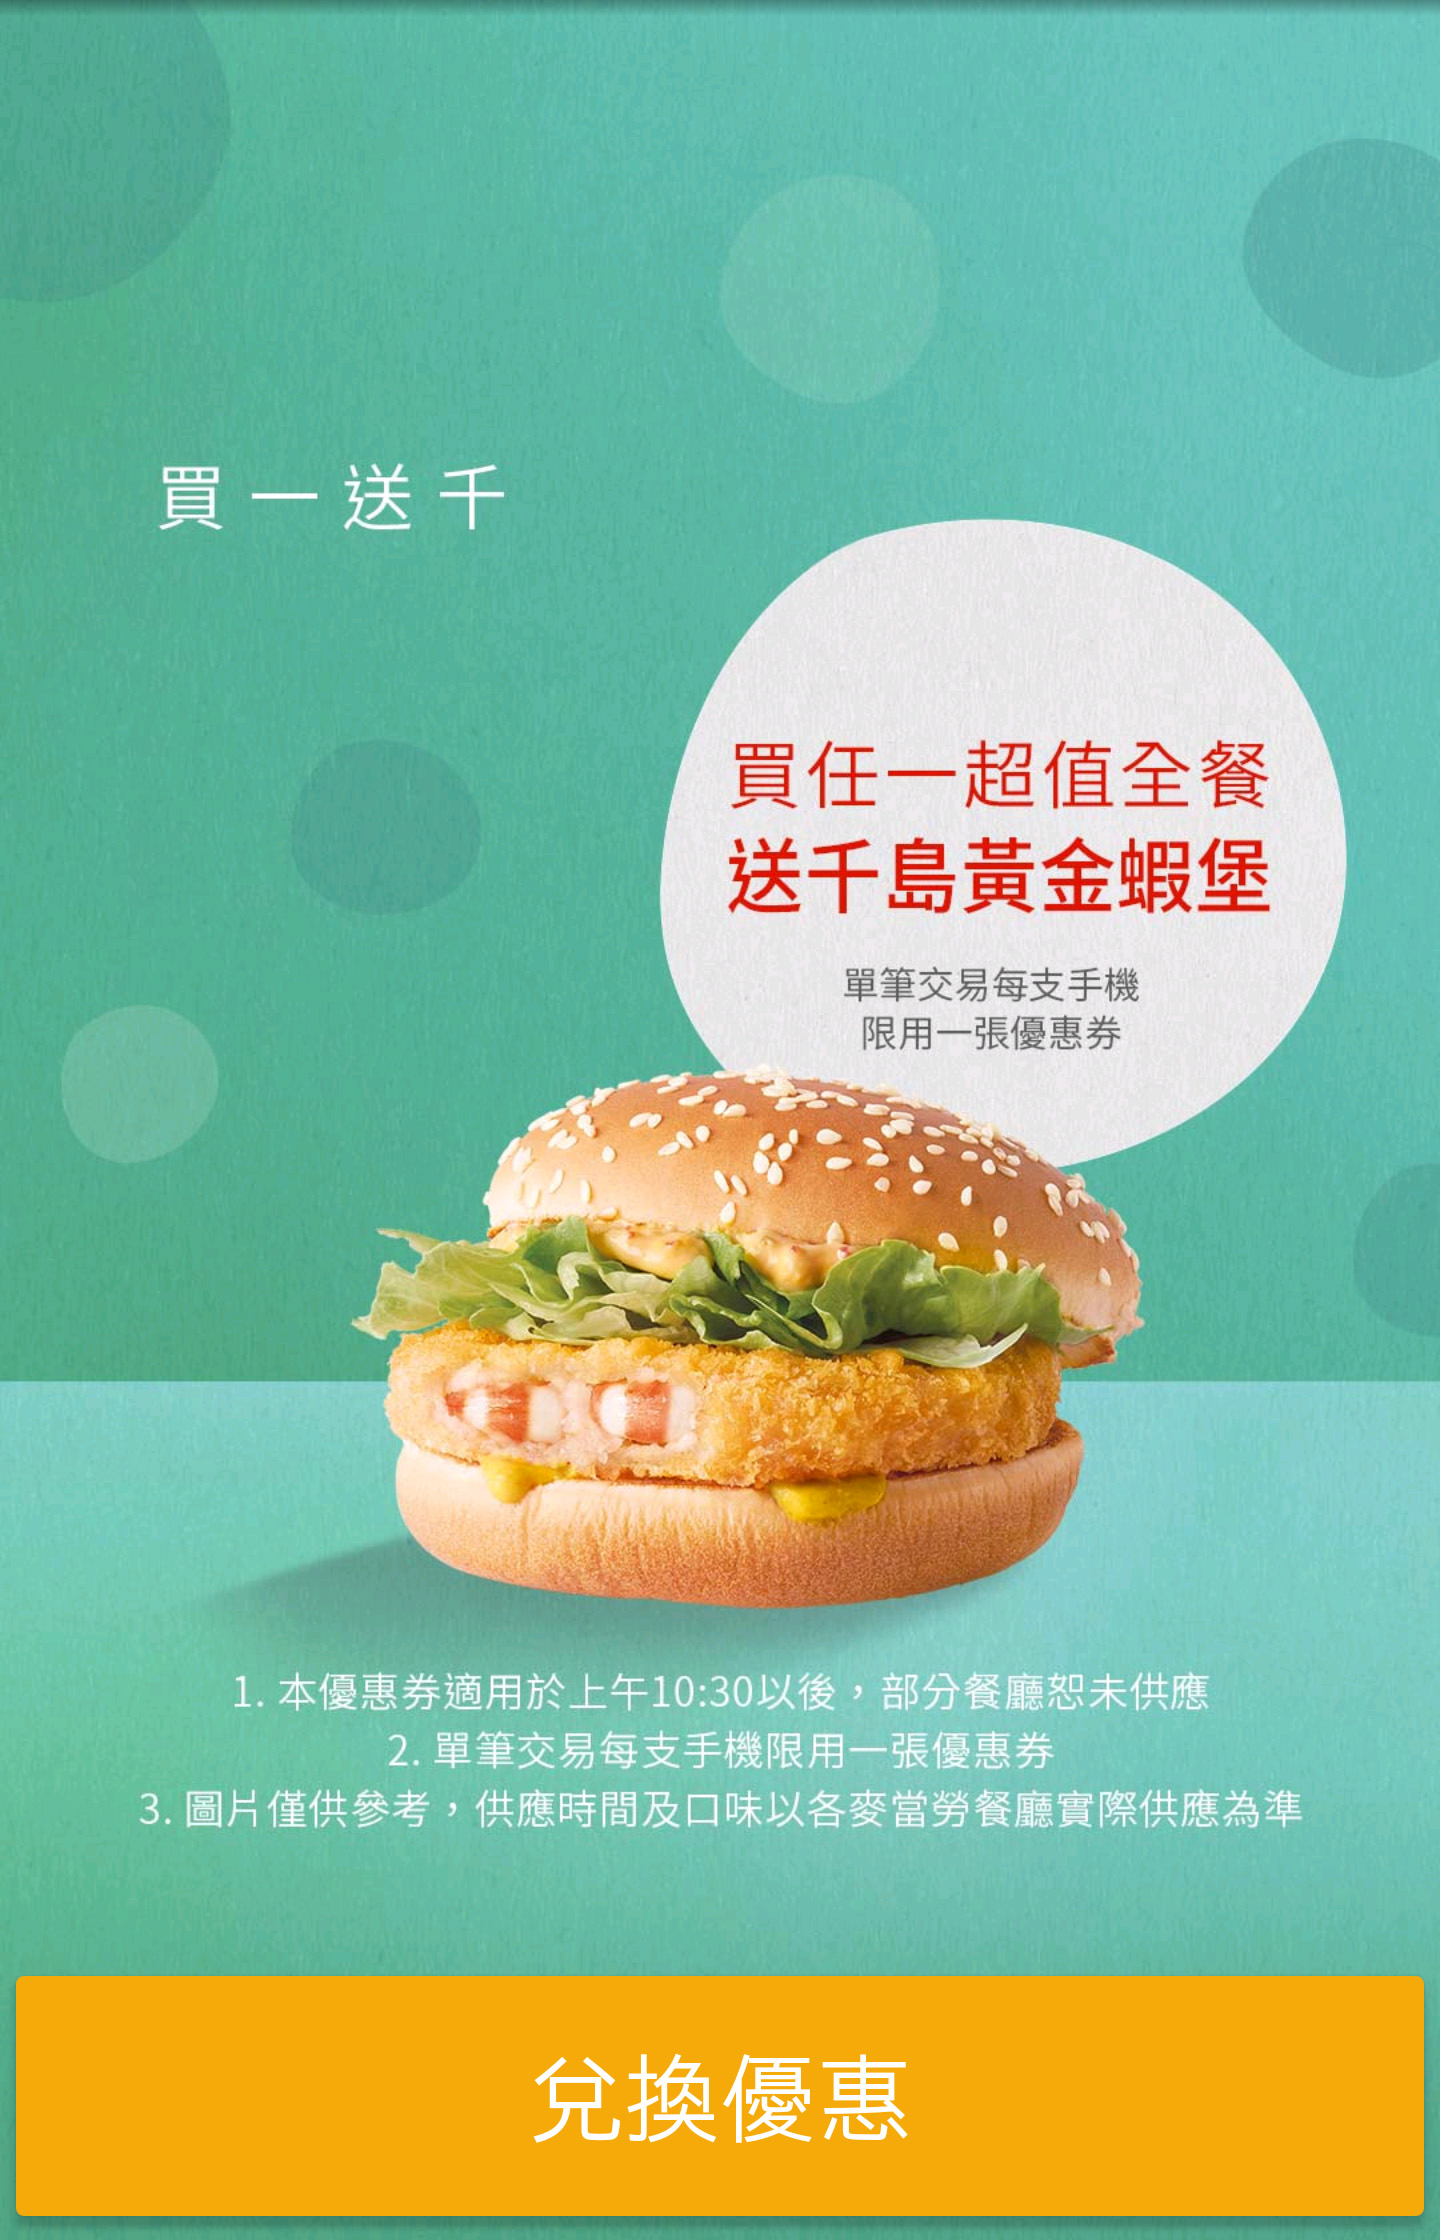 買一送千
買任一超值全餐
送千島黃金蝦堡
單筆交易每支手機
限用一張優惠券
1. 本優惠券適用於上午10:30以後，部分餐廳恕未供應
2. 單筆交易每支手機限用一張優惠券
3. 圖片僅供參考，供應時間及口味以各麥當勞餐廳實際供應為準
兌換優惠